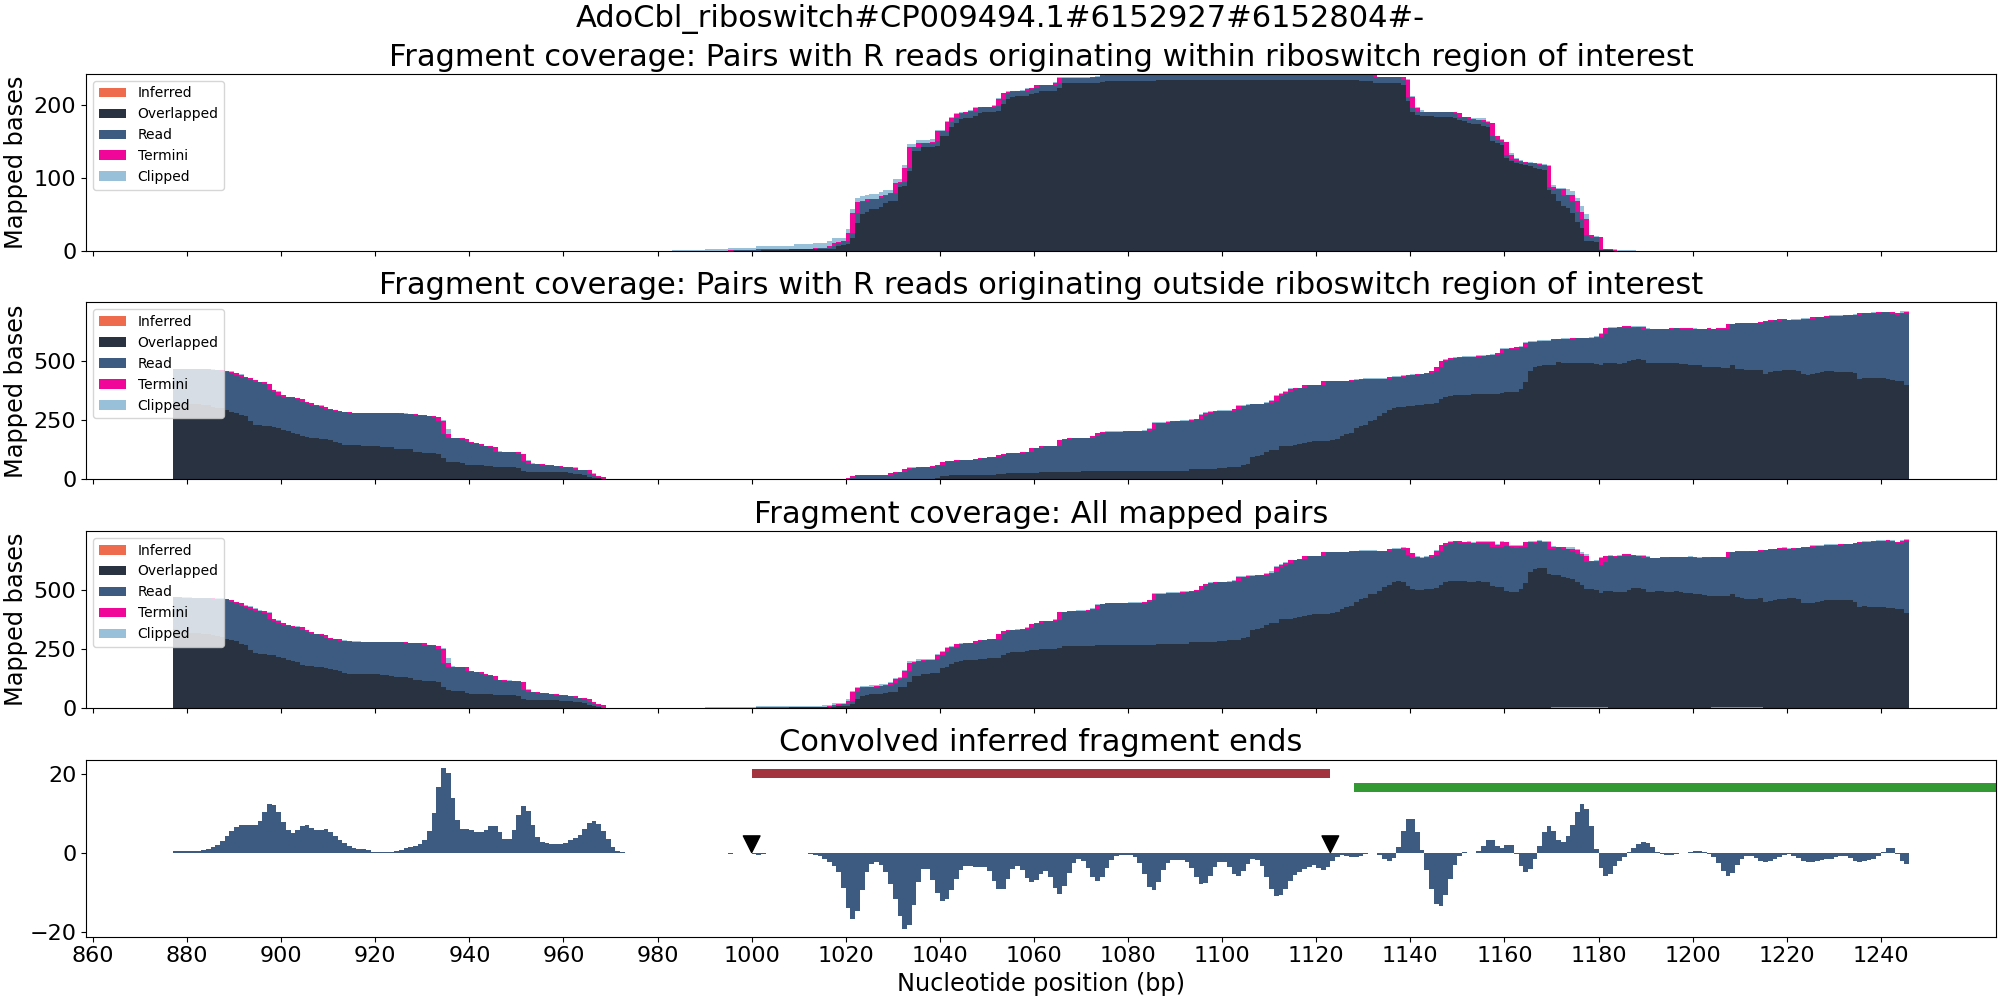 AdoCbl_riboswitch#CP009494.1#6152927#6152804#-
Fragment coverage: Pairs with R reads originating within riboswitch region of interest
Mapped bases
200
100
0
Inferred
Overlapped
Read
Termini
Clipped
Fragment coverage: Pairs with R reads originating outside riboswitch region of interest
Mapped bases
500
250
0
Inferred
Overlapped
Read
Termini
Clipped
Fragment coverage: All mapped pairs
Mapped bases
500
250
0
Inferred
Overlapped
Read
Termini
Clipped
Convolved inferred fragment ends
20
0
−20
860 880 900 920 940 960 980 1000 1020 1040 1060 1080 1100 1120 1140 1160 1180 1200 1220 1240
Nucleotide position (bp)